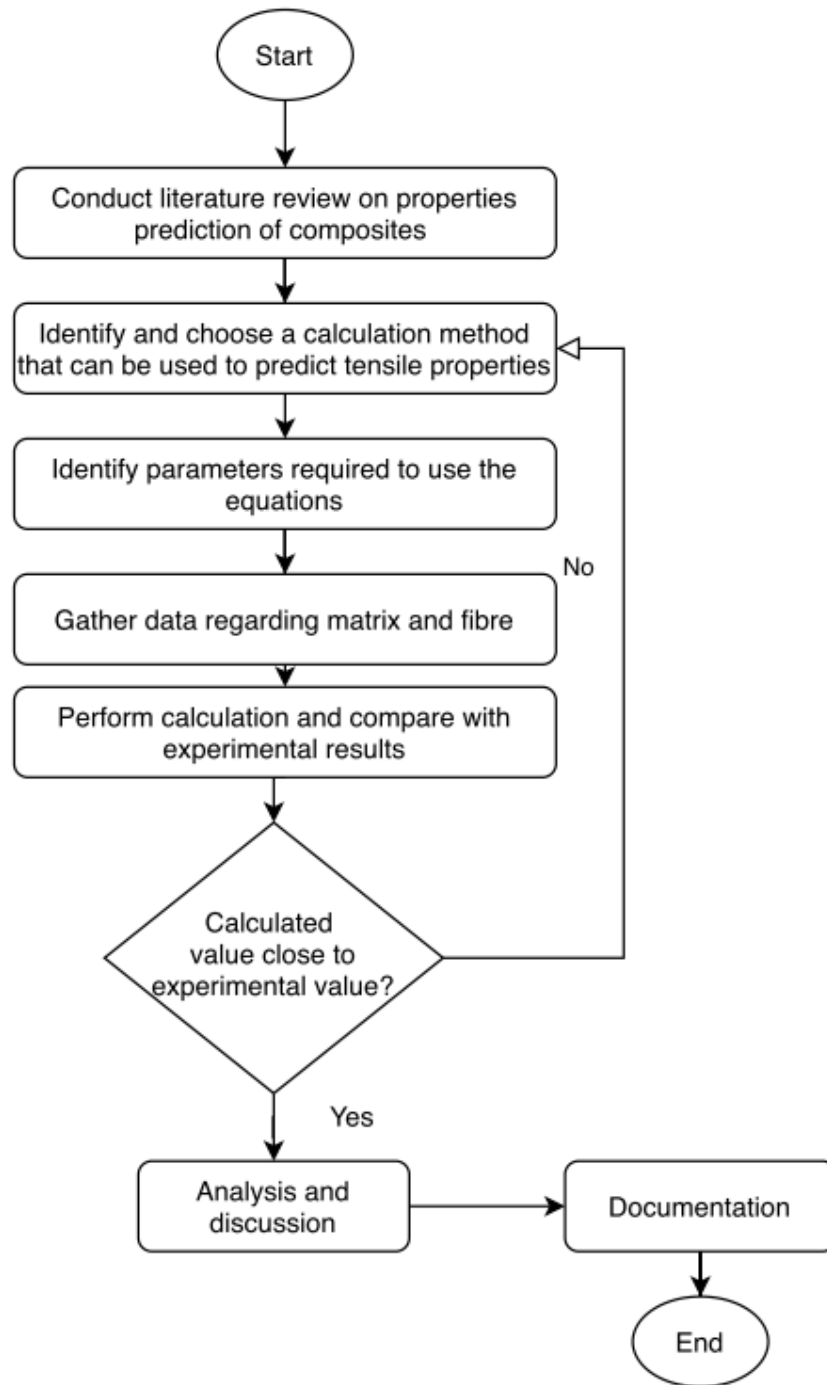 Start
Conduct literature review on properties
prediction of composites
Identify and choose a calculation method
that can be used to predict tensile properties
Identify parameters required to use the
equations
No
Gather data regarding matrix and fibre
Perform calculation and compare with
experimental results
Calculated
value close to
experimental value?
Yes
Analysis and
discussion
Documentation
End